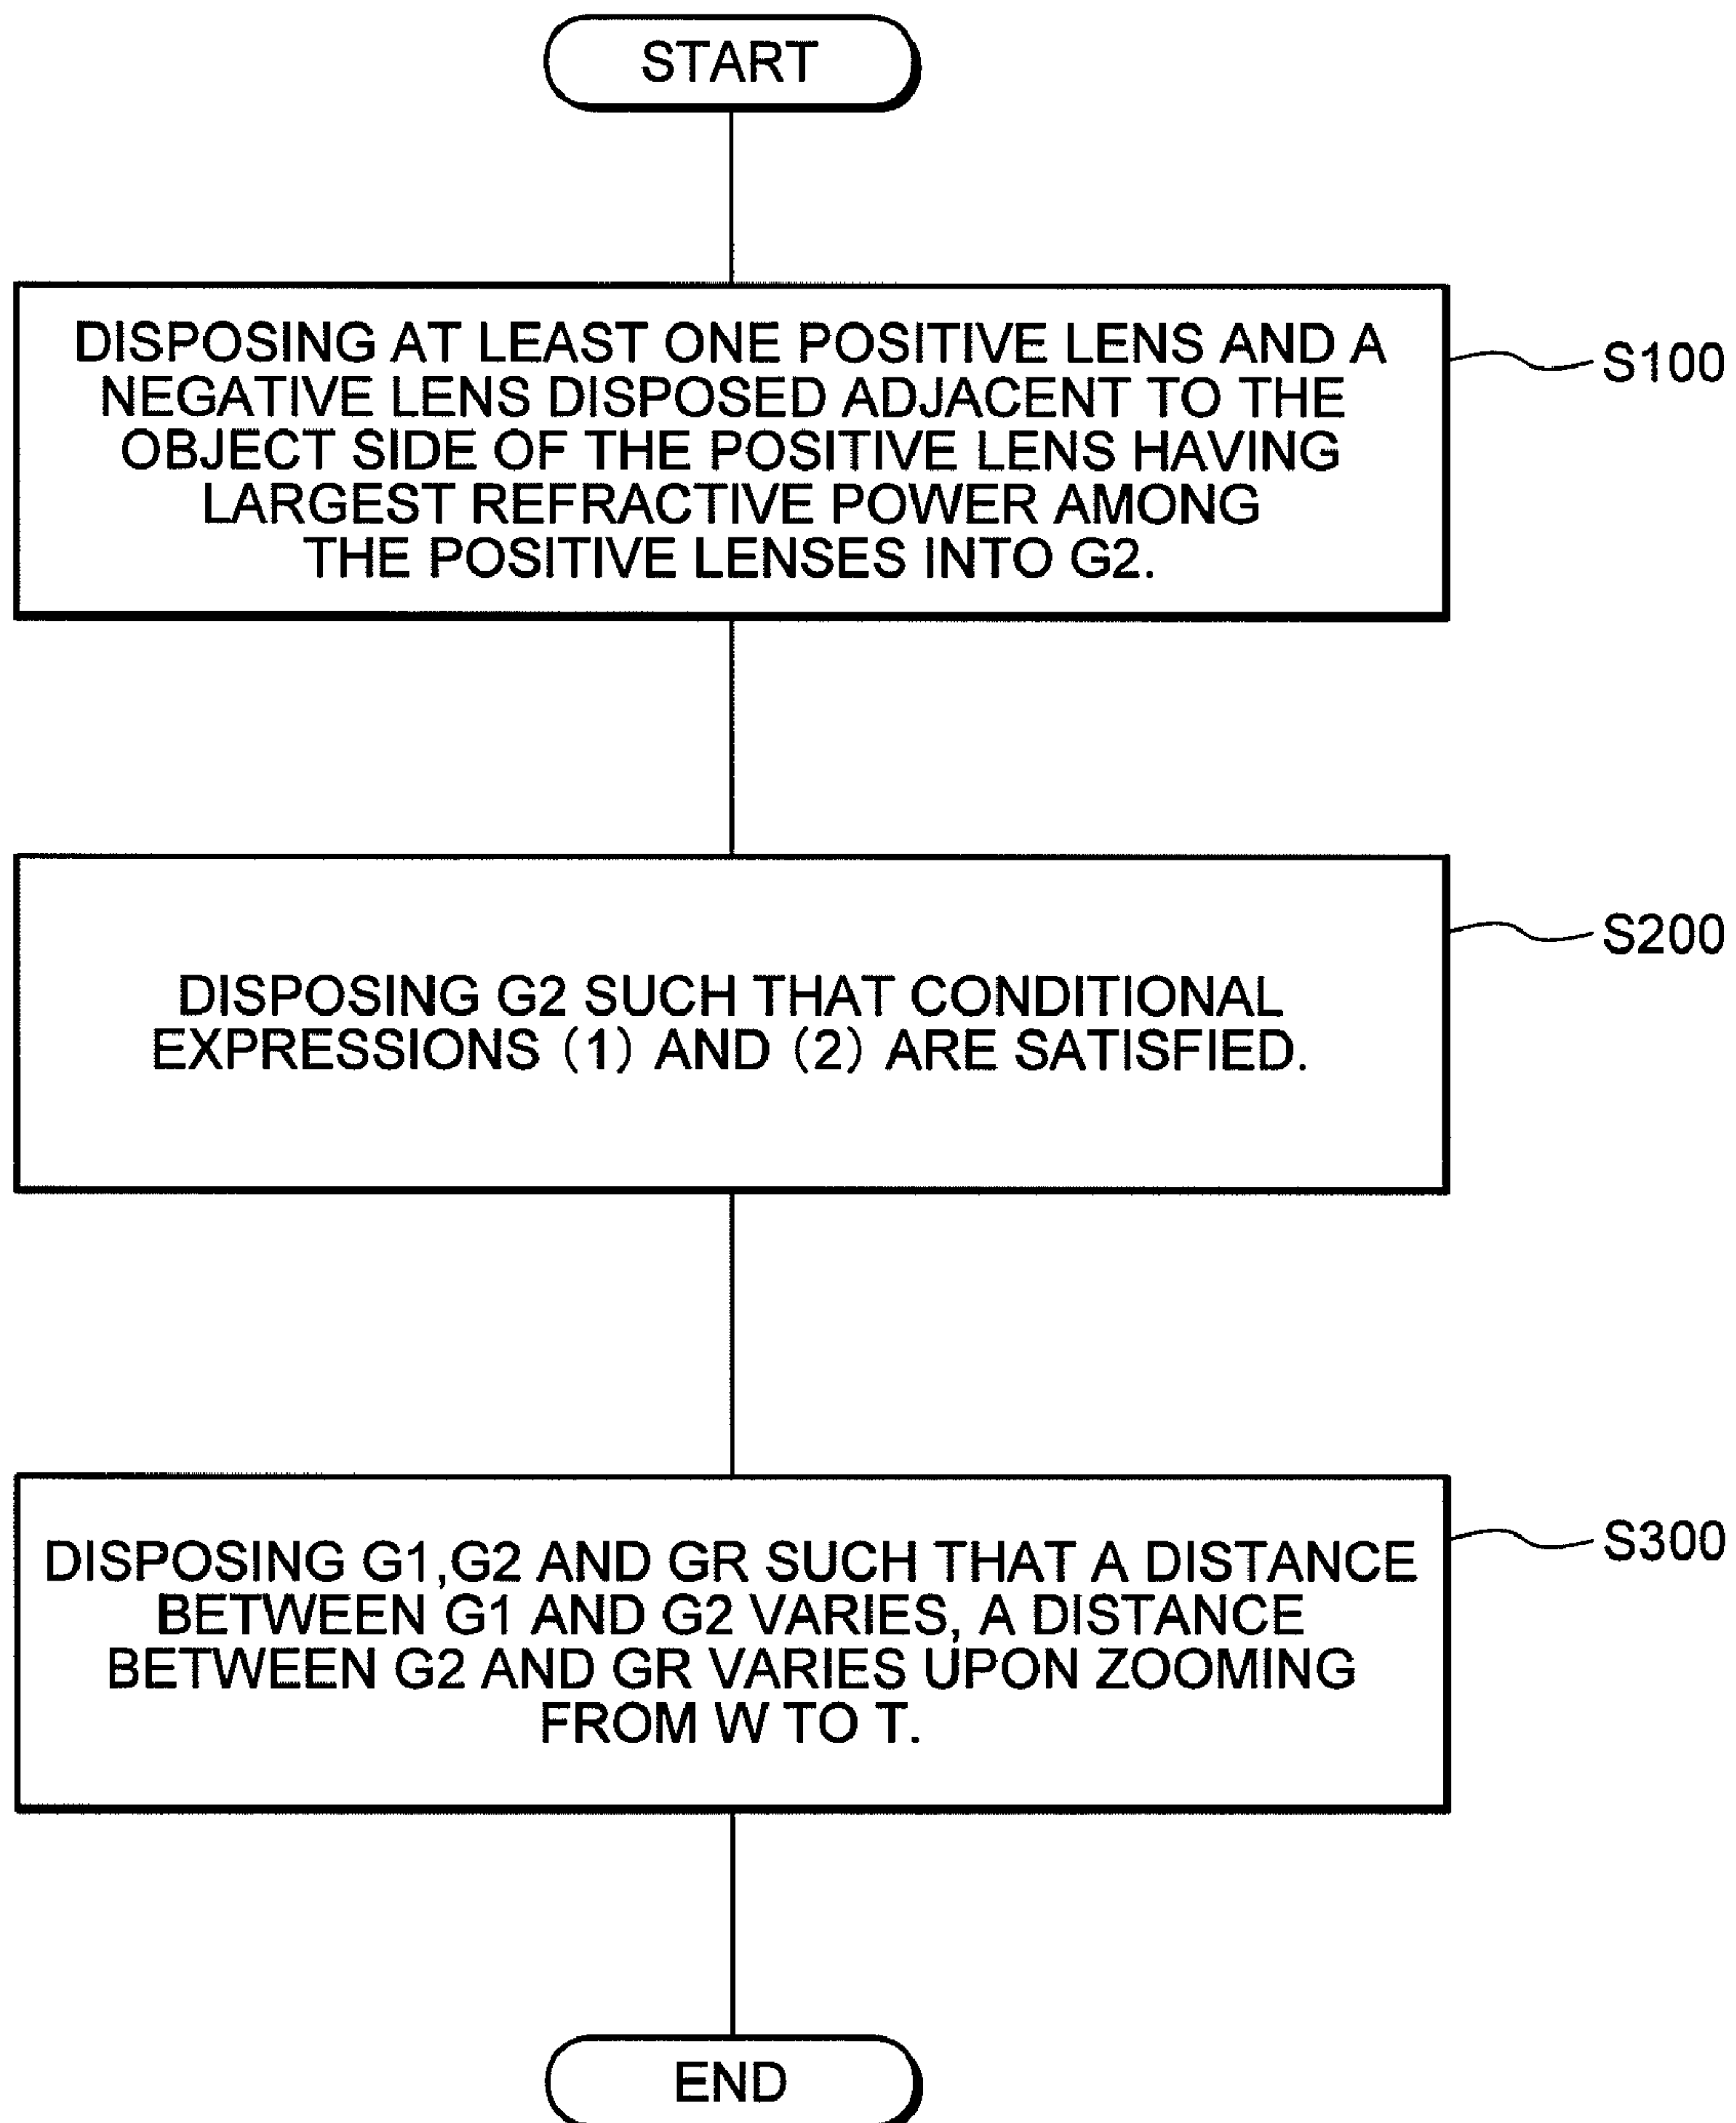 START
DISPOSING AT LEAST ONE POSITIVE LENS AND A
NEGATIVE LENS DISPOSED ADJACENT TO THE
OBJECT SIDE OF THE POSITIVE LENS HAVING
LARGEST REFRACTIVE POWER AMONG
THE POSITIVE LENSES INTO G2.
S100
DISPOSING G2 SUCH THAT CONDITIONAL
EXPRESSIONS (1) AND (2) ARE SATISFIED.
S200
DISPOSING G1,G2 AND GR SUCH THAT A DISTANCE
BETWEEN G1 AND G2 VARIES, A DISTANCE
BETWEEN G2 AND GR VARIES UPON ZOOMING
FROM W TO T.
S300
END